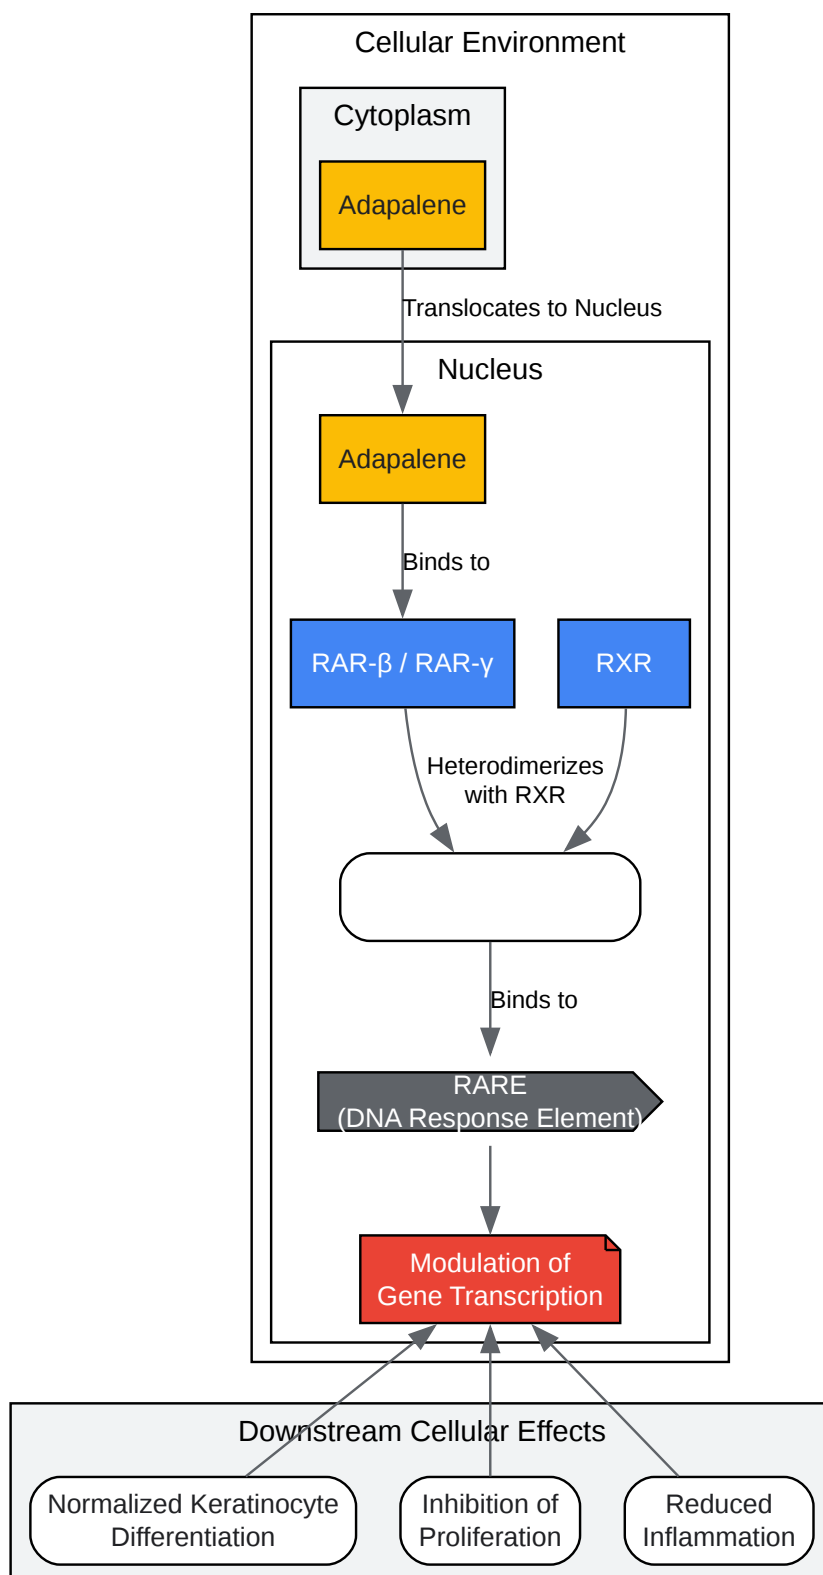 Cellular Environment
Cytoplasm
Adapalene
Translocates to Nucleus
Nucleus
Adapalene
Binds to
RAR-β / RAR-γ
RXR
Heterodimerizes
with RXR
Binds to
RARE
(DNA Response Element)
Modulation of
Gene Transcription
Downstream Cellular Effects
Normalized Keratinocyte
Differentiation
Inhibition of
Proliferation
Reduced
Inflammation